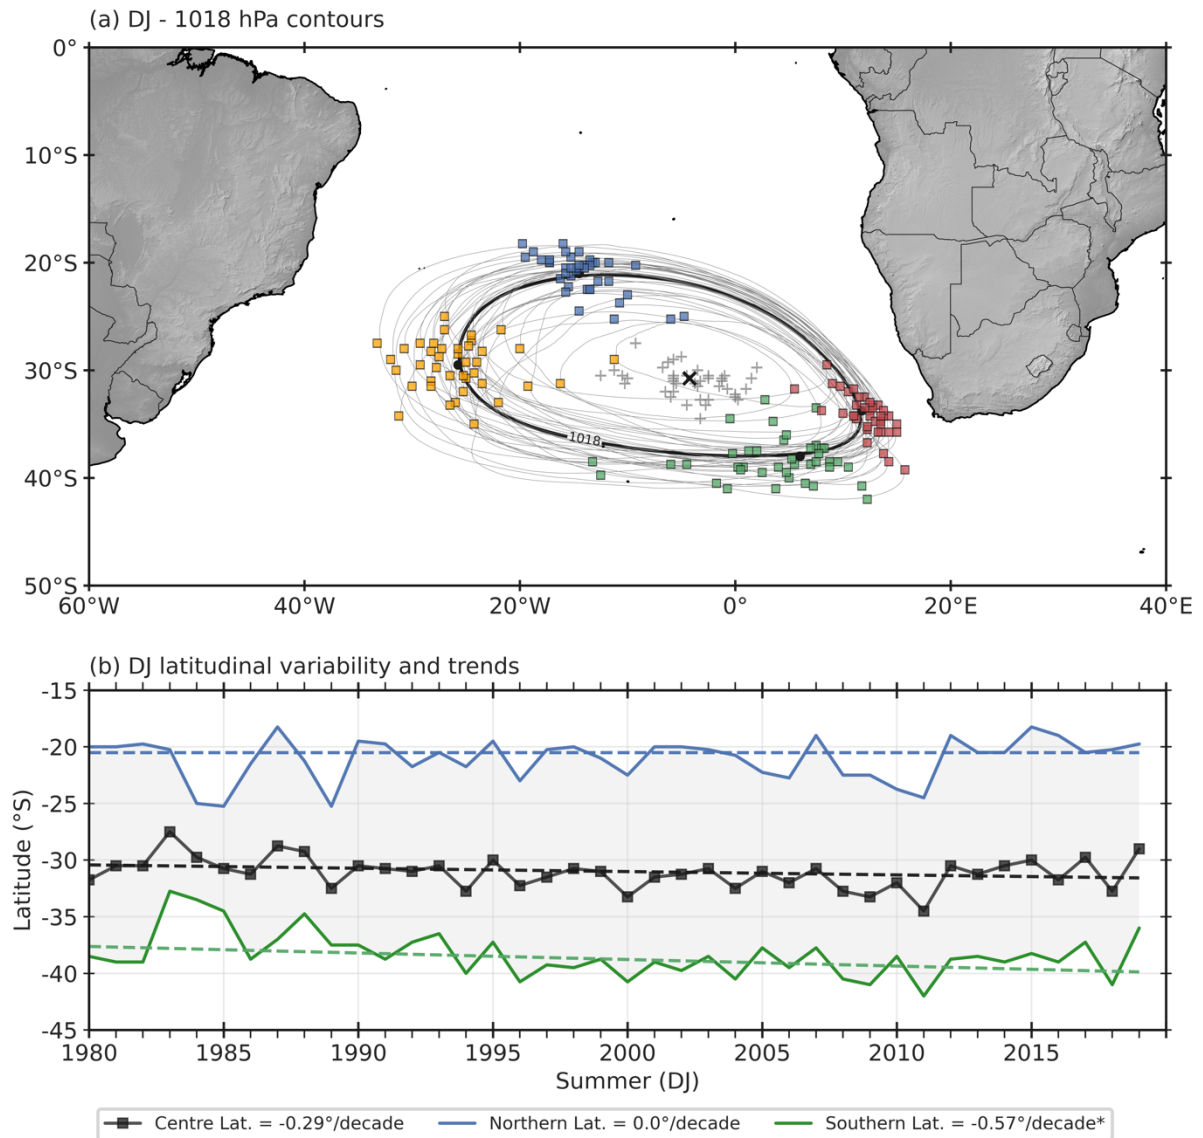 (a) DJ - 1018 hPa contours
0°
10°S
20°S
30°S
40°S
50°S
1018
60°W 40°W 20°W 0° 20°E 40°E
(b) DJ latitudinal variability and trends
Latitude (°S)
-15
-20
-25
-30
-35
-40
-45
1980 1985 1990 1995 2000 2005 2010 2015
Summer (DJ)
Centre Lat. = -0.29°/decade Northern Lat. = 0.0°/decade Southern Lat. = -0.57°/decade*